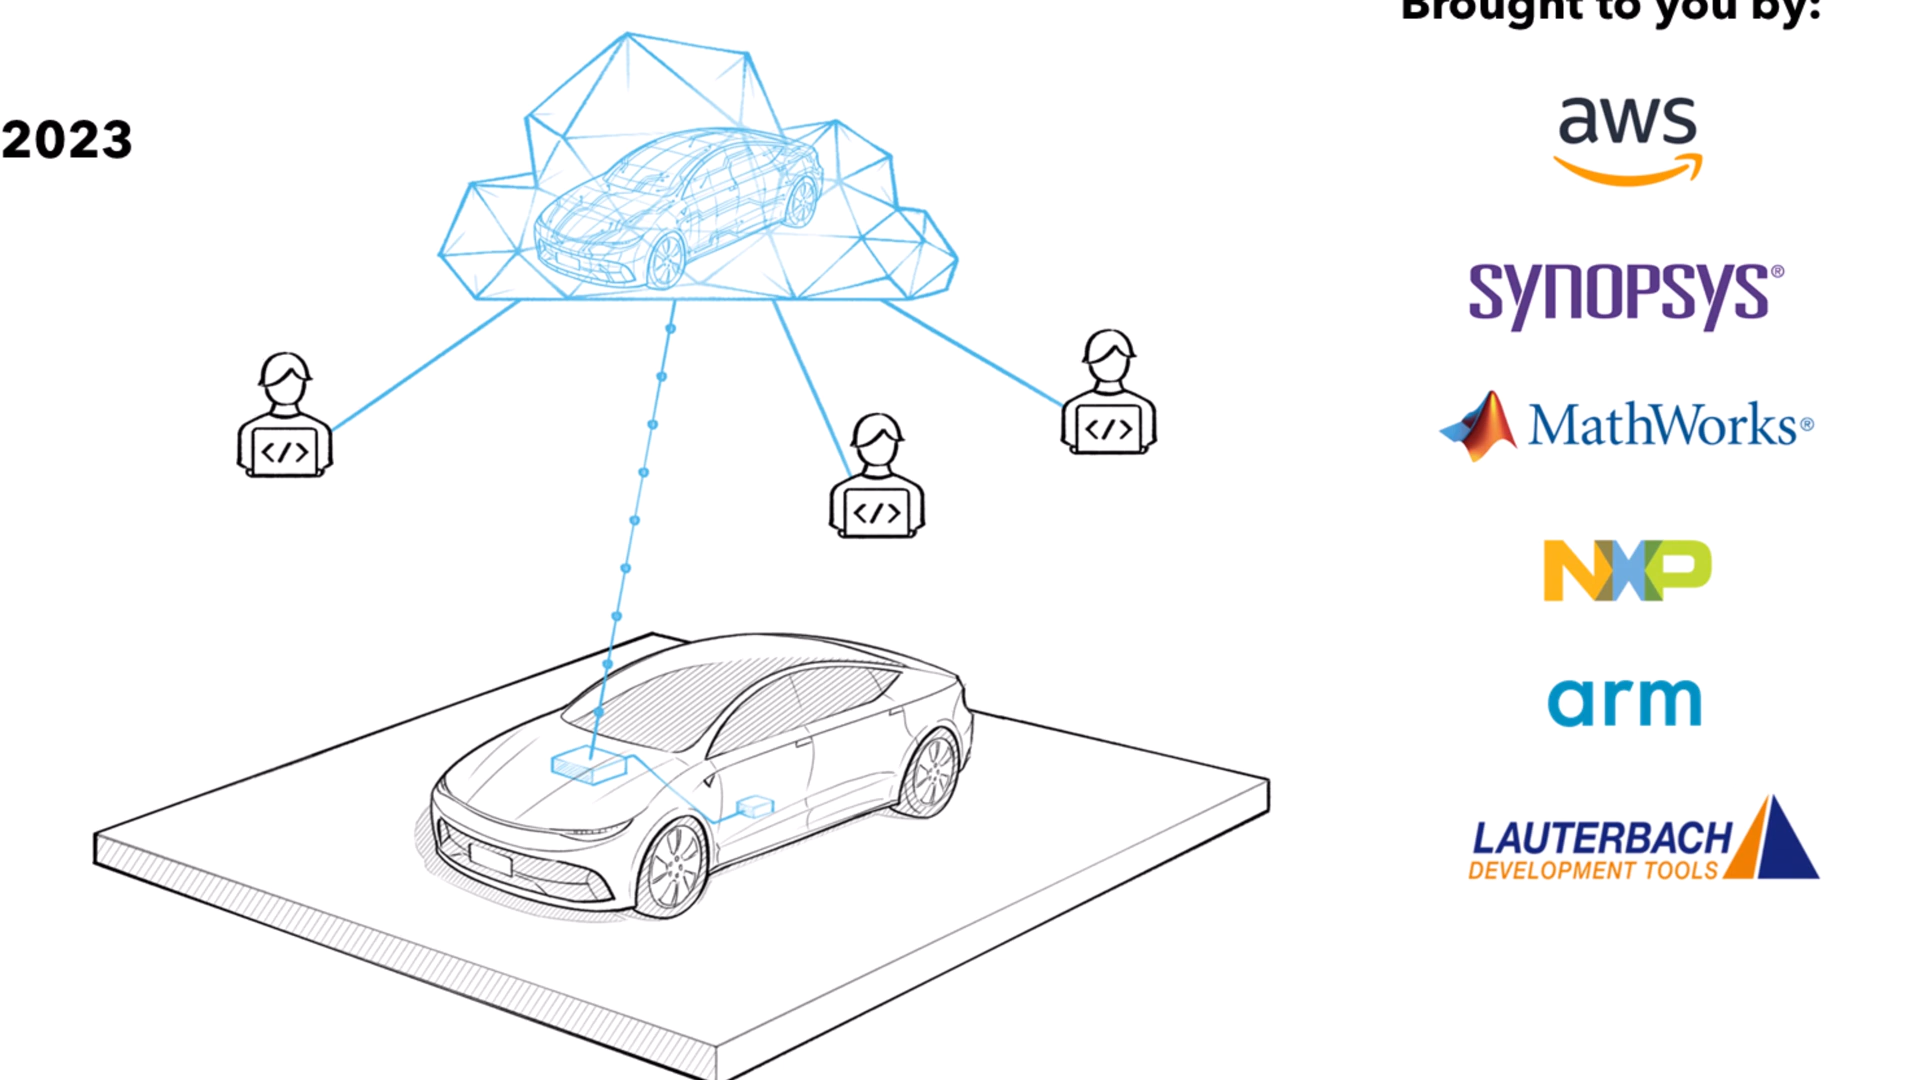 Brought to you by:
2023
aws
SYNOPSYS®
MathWorks®
</>
</>
</>
NXP
arm
LAUTERBACH
DEVELOPMENT TOOLS